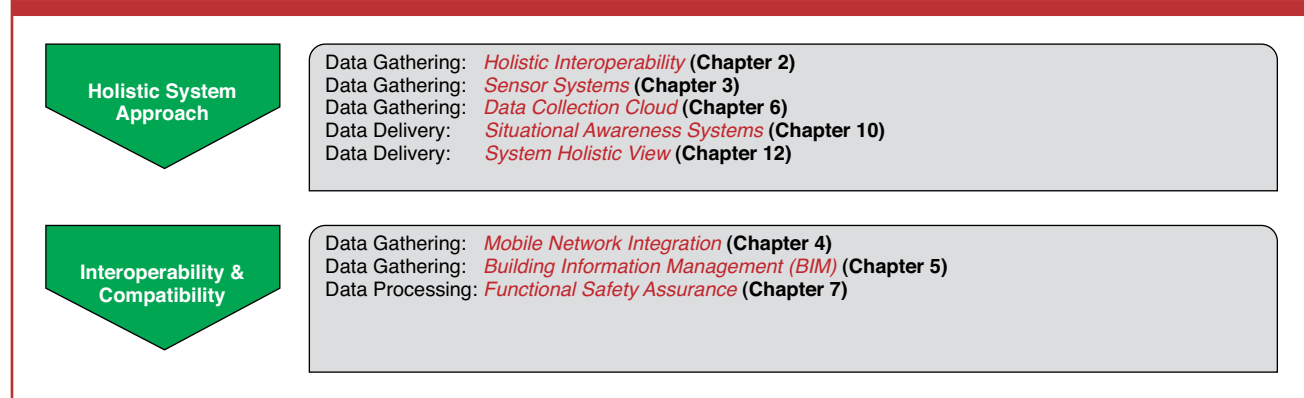 Holistic System
Approach
Data Gathering: Holistic Interoperability (Chapter 2)
Data Gathering: Sensor Systems (Chapter 3)
Data Gathering: Data Collection Cloud (Chapter 6)
Data Delivery: Situational Awareness Systems (Chapter 10)
Data Delivery: System Holistic View (Chapter 12)
Interoperability &
Compatibility
Data Gathering: Mobile Network Integration (Chapter 4)
Data Gathering: Building Information Management (BIM) (Chapter 5)
Data Processing: Functional Safety Assurance (Chapter 7)